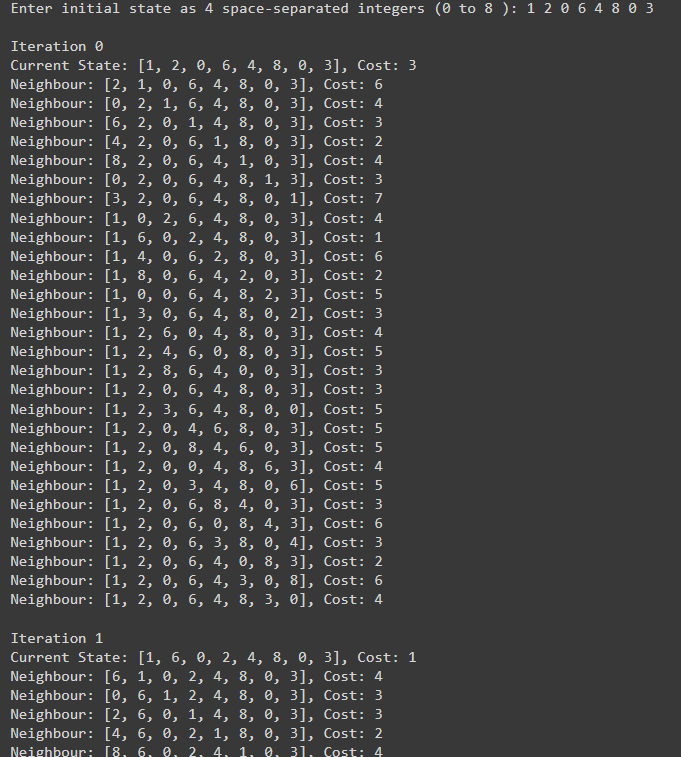 Enter initial state as 4 space-separated integers (0 to 8 ): 1 2 0 6 4 8 0 3
Iteration 0
Current State: [1, 2, 0, 6, 4, 8, 0, 3], Cost: 3
Neighbour: [2, 1, 0, 6, 4, 8, 0, 3], Cost: 6
Neighbour: [0, 2, 1, 6, 4, 8, 0, 3], Cost: 4
Neighbour: [6, 2, 0, 1, 4, 8, 0, 3], Cost: 3
Neighbour: [4, 2, 0, 6, 1, 8, 0, 3], Cost: 2
Neighbour: [8, 2, 0, 6, 4, 1, 0, 3], Cost: 4
Neighbour: [0, 2, 0, 6, 4, 8, 1, 3], Cost: 3
Neighbour: [3, 2, 0, 6, 4, 8, 0, 1], Cost: 7
Neighbour: [1, 0, 2, 6, 4, 8, 0, 3], Cost: 4
Neighbour: [1, 6, 0, 2, 4, 8, 0, 3], Cost: 1
Neighbour: [1, 4, 0, 6, 2, 8, 0, 3], Cost: 6
Neighbour: [1, 8, 0, 6, 4, 2, 0, 3], Cost: 2
Neighbour: [1, 0, 0, 6, 4, 8, 2, 3], Cost: 5
Neighbour: [1, 3, 0, 6, 4, 8, 0, 2], Cost: 3
Neighbour: [1, 2, 6, 0, 4, 8, 0, 3], Cost: 4
Neighbour: [1, 2, 4, 6, 0, 8, 0, 3], Cost: 5
Neighbour: [1, 2, 8, 6, 4, 0, 0, 3], Cost: 3
Neighbour: [1, 2, 0, 6, 4, 8, 0, 3], Cost: 3
Neighbour: [1, 2, 3, 6, 4, 8, 0, 0], Cost: 5
Neighbour: [1, 2, 0, 4, 6, 8, 0, 3], Cost: 5
Neighbour: [1, 2, 0, 8, 4, 6, 0, 3], Cost: 5
Neighbour: [1, 2, 0, 0, 4, 8, 6, 3], Cost: 4
Neighbour: [1, 2, 0, 3, 4, 8, 0, 6], Cost: 5
Neighbour: [1, 2, 0, 6, 8, 4, 0, 3], Cost: 3
Neighbour: [1, 2, 0, 6, 0, 8, 4, 3], Cost: 6
Neighbour: [1, 2, 0, 6, 3, 8, 0, 4], Cost: 3
Neighbour: [1, 2, 0, 6, 4, 0, 8, 3], Cost: 2
Neighbour: [1, 2, 0, 6, 4, 3, 0, 8], Cost: 6
Neighbour: [1, 2, 0, 6, 4, 8, 3, 0], Cost: 4
Iteration 1
Current State: [1, 6, 0, 2, 4, 8, 0, 3], Cost: 1
Neighbour: [6, 1, 0, 2, 4, 8, 0, 3], Cost: 4
Neighbour: [0, 6, 1, 2, 4, 8, 0, 3], Cost: 3
Neighbour: [2, 6, 0, 1, 4, 8, 0, 3], Cost: 3
Neighbour: [4, 6, 0, 2, 1, 8, 0, 3], Cost: 2
Neighbour: [8, 6, 0, 2, 4, 1, 0, 3], Cost: 4